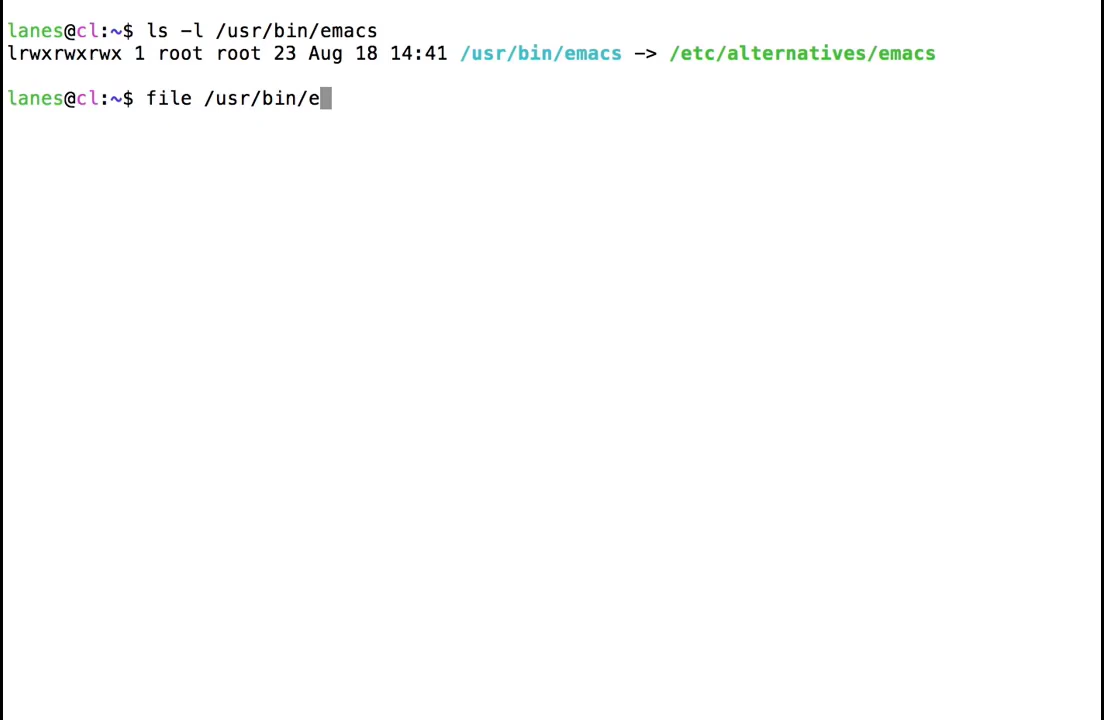 lanes@cl:~$ ls -l /usr/bin/emacs
lrwxrwxrwx 1 root root 23 Aug 18 14:41 /usr/bin/emacs -> /etc/alternatives/emacs
lanes@cl:~$ file /usr/bin/e